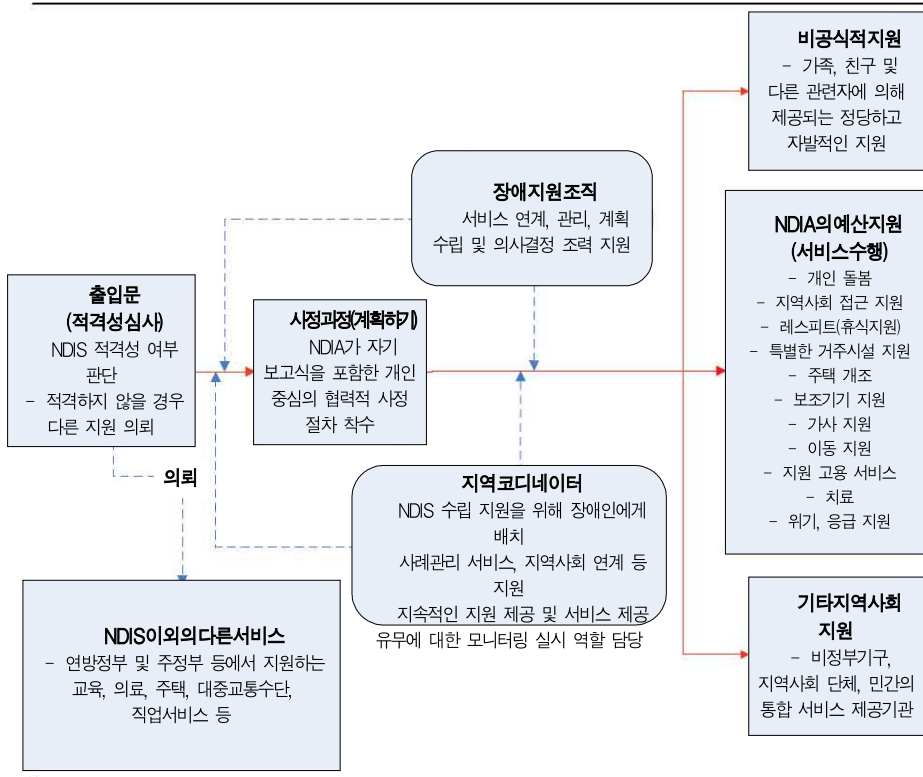 비공식적지원
- 가족, 친구 및
다른 관련자에 의해
제공되는 정당하고
자발적인 지원
장애지원조직
서비스 연계, 관리, 계획
수립 및 의사결정 조력 지원
NDIA의예산지원
(서비스수행)
- 개인 돌봄
- 지역사회 접근 지원
- 레스피트(휴식지원)
- 특별한 거주시설 지원
- 주택 개조
- 보조기기 지원
- 가사 지원
- 이동 지원
- 지원 고용 서비스
- 치료
- 위기, 응급 지원
출입문
(적격성심사)
NDIS 적격성 여부
판단
- 적격하지 않을 경우
다른 지원 의뢰
사정과정(계획하기)
NDIA가 자기
보고식을 포함한 개인
중심의 협력적 사정
절차 착수
의뢰
지역코디네이터
NDIS 수립 지원을 위해 장애인에게
배치
사례관리 서비스, 지역사회 연계 등
지원
지속적인 지원 제공 및 서비스 제공
유무에 대한 모니터링 실시 역할 담당
NDIS이외의다른서비스
- 연방정부 및 주정부 등에서 지원하는
교육, 의료, 주택, 대중교통수단,
직업서비스 등
기타지역사회
지원
- 비정부기구,
지역사회 단체, 민간의
통합 서비스 제공기관